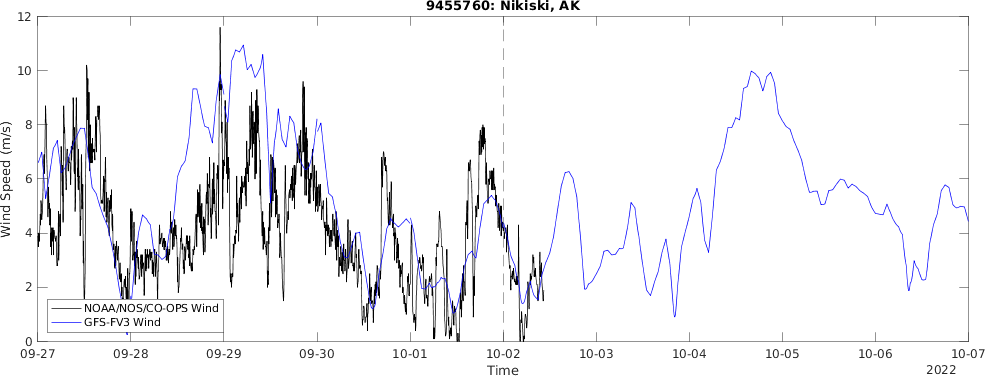 9455760: Nikiski, AK
Wind Speed (m/s)
12
10
8
6
4
2
0
NOAA/NOS/CO-OPS Wind
GFS-FV3 Wind
09-27 09-28 09-29 09-30 10-01 10-02 10-03 10-04 10-05 10-06 10-07
Time
2022